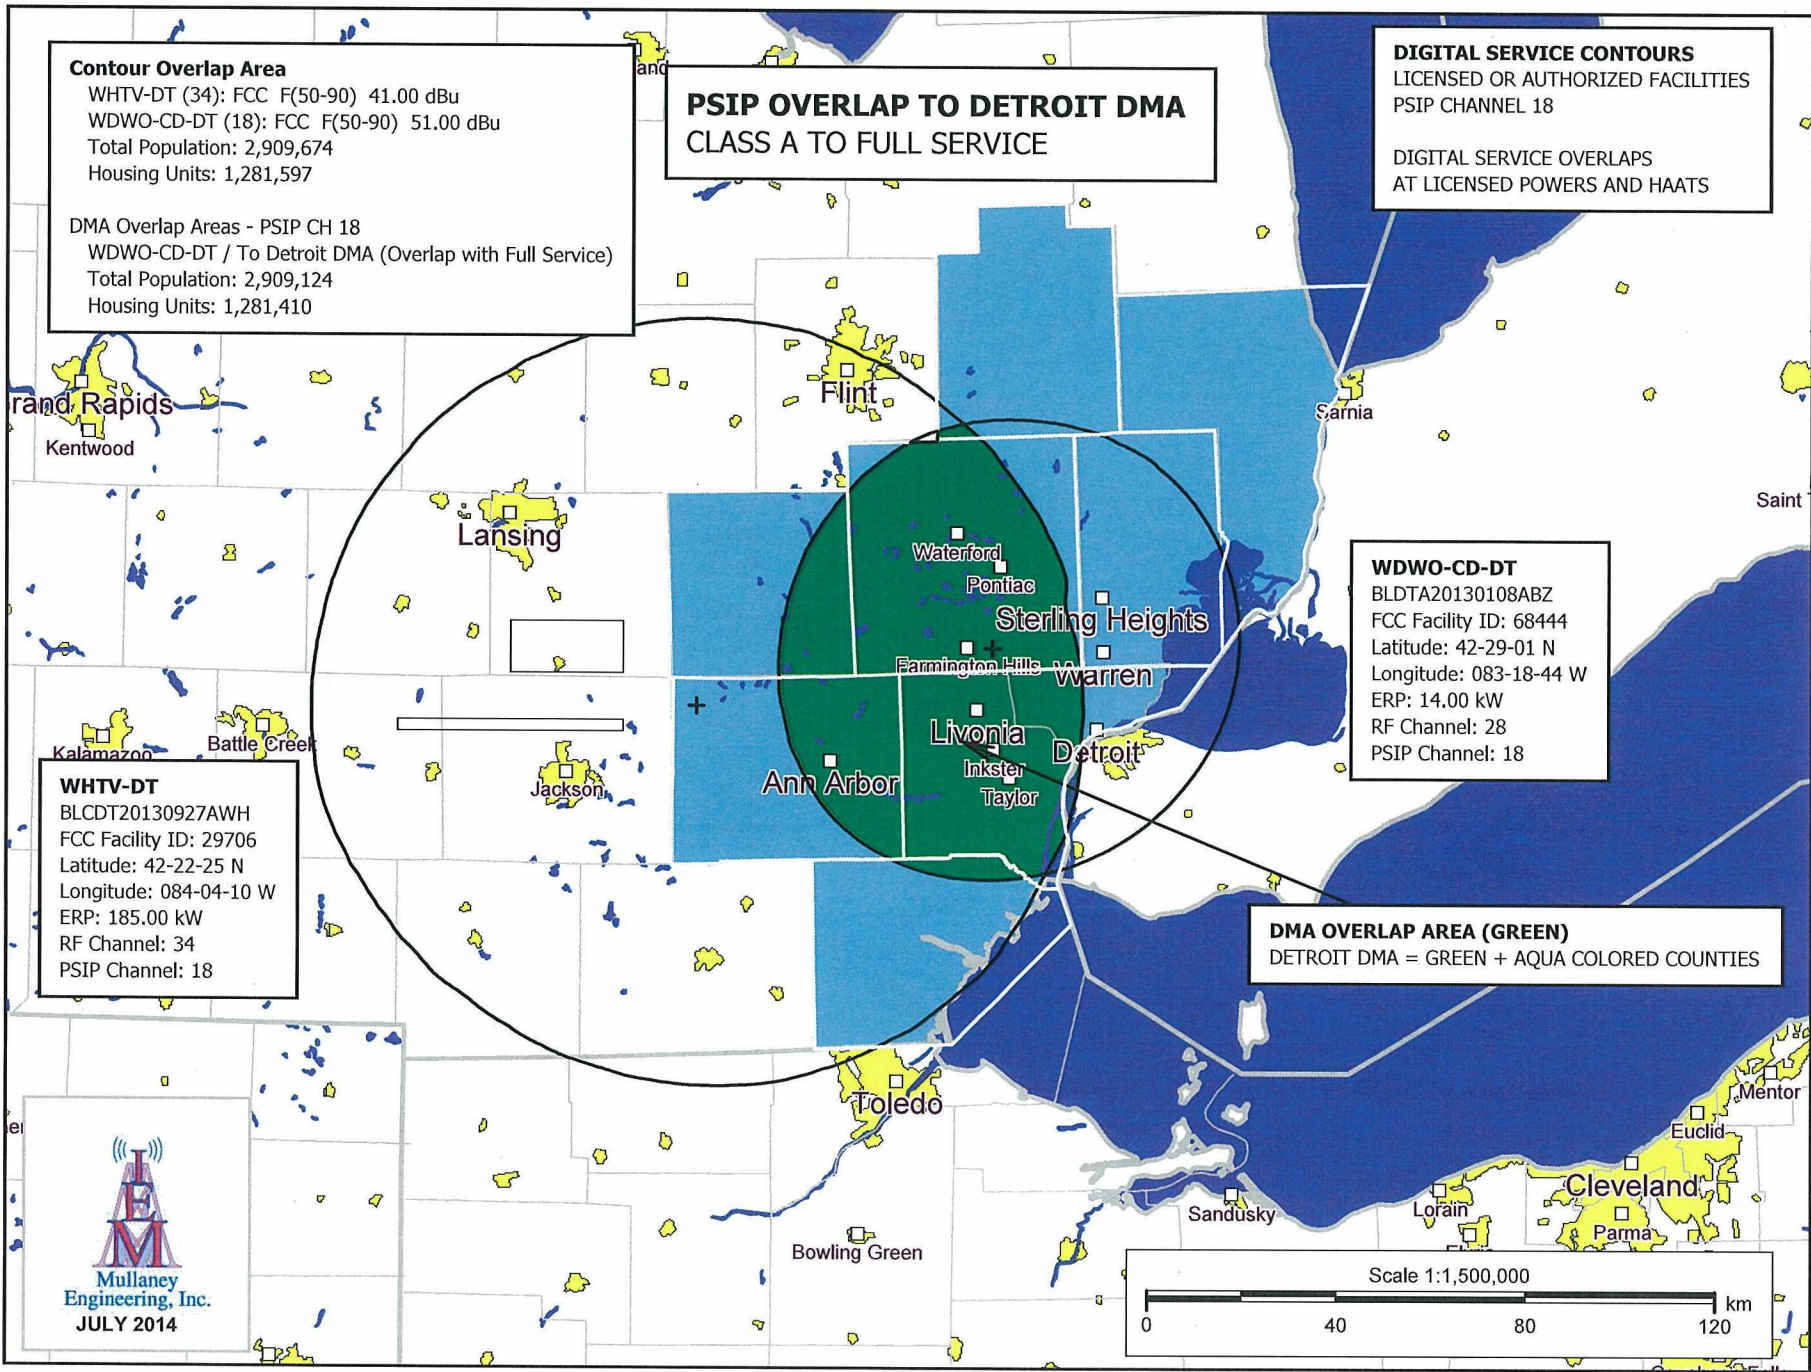 Contour Overlap Area
WHTV-DT (34): FCC F(50-90) 41.00 dBu
WDWO-CD-DT (18): FCC F(50-90) 51.00 dBu
Total Population: 2,909,674
Housing Units: 1,281,597
DMA Overlap Areas - PSIP CH 18
WDWO-CD-DT / To Detroit DMA (Overlap with Full Service)
Total Population: 2,909,124
Housing Units: 1,281,410
PSIP OVERLAP TO DETROIT DMA
CLASS A TO FULL SERVICE
DIGITAL SERVICE CONTOURS
LICENSED OR AUTHORIZED FACILITIES
PSIP CHANNEL 18
DIGITAL SERVICE OVERLAPS
AT LICENSED POWERS AND HAATS
and
rand Rapids
Kentwood
Flint
Sarnia
Lansing
Saint
Waterford
Pontiac
Sterling Heights
Farmington Hills
Warren
Livonia
Detroit
Inkster
Taylor
Ann Arbor
Kalamazoo
Battle Creek
Jackson
WDWO-CD-DT
BLDTA20130108ABZ
FCC Facility ID: 68444
Latitude: 42-29-01 N
Longitude: 083-18-44 W
ERP: 14.00 kW
RF Channel: 28
PSIP Channel: 18
WHTV-DT
BLCDT20130927AWH
FCC Facility ID: 29706
Latitude: 42-22-25 N
Longitude: 084-04-10 W
ERP: 185.00 kW
RF Channel: 34
PSIP Channel: 18
DMA OVERLAP AREA (GREEN)
DETROIT DMA = GREEN + AQUA COLORED COUNTIES
Toledo
Mentor
Euclid
Cleveland
Parma
Lorain
Sandusky
Bowling Green
MEI
Mullaney
Engineering, Inc.
JULY 2014
Scale 1:1,500,000
km
0 40 80 120